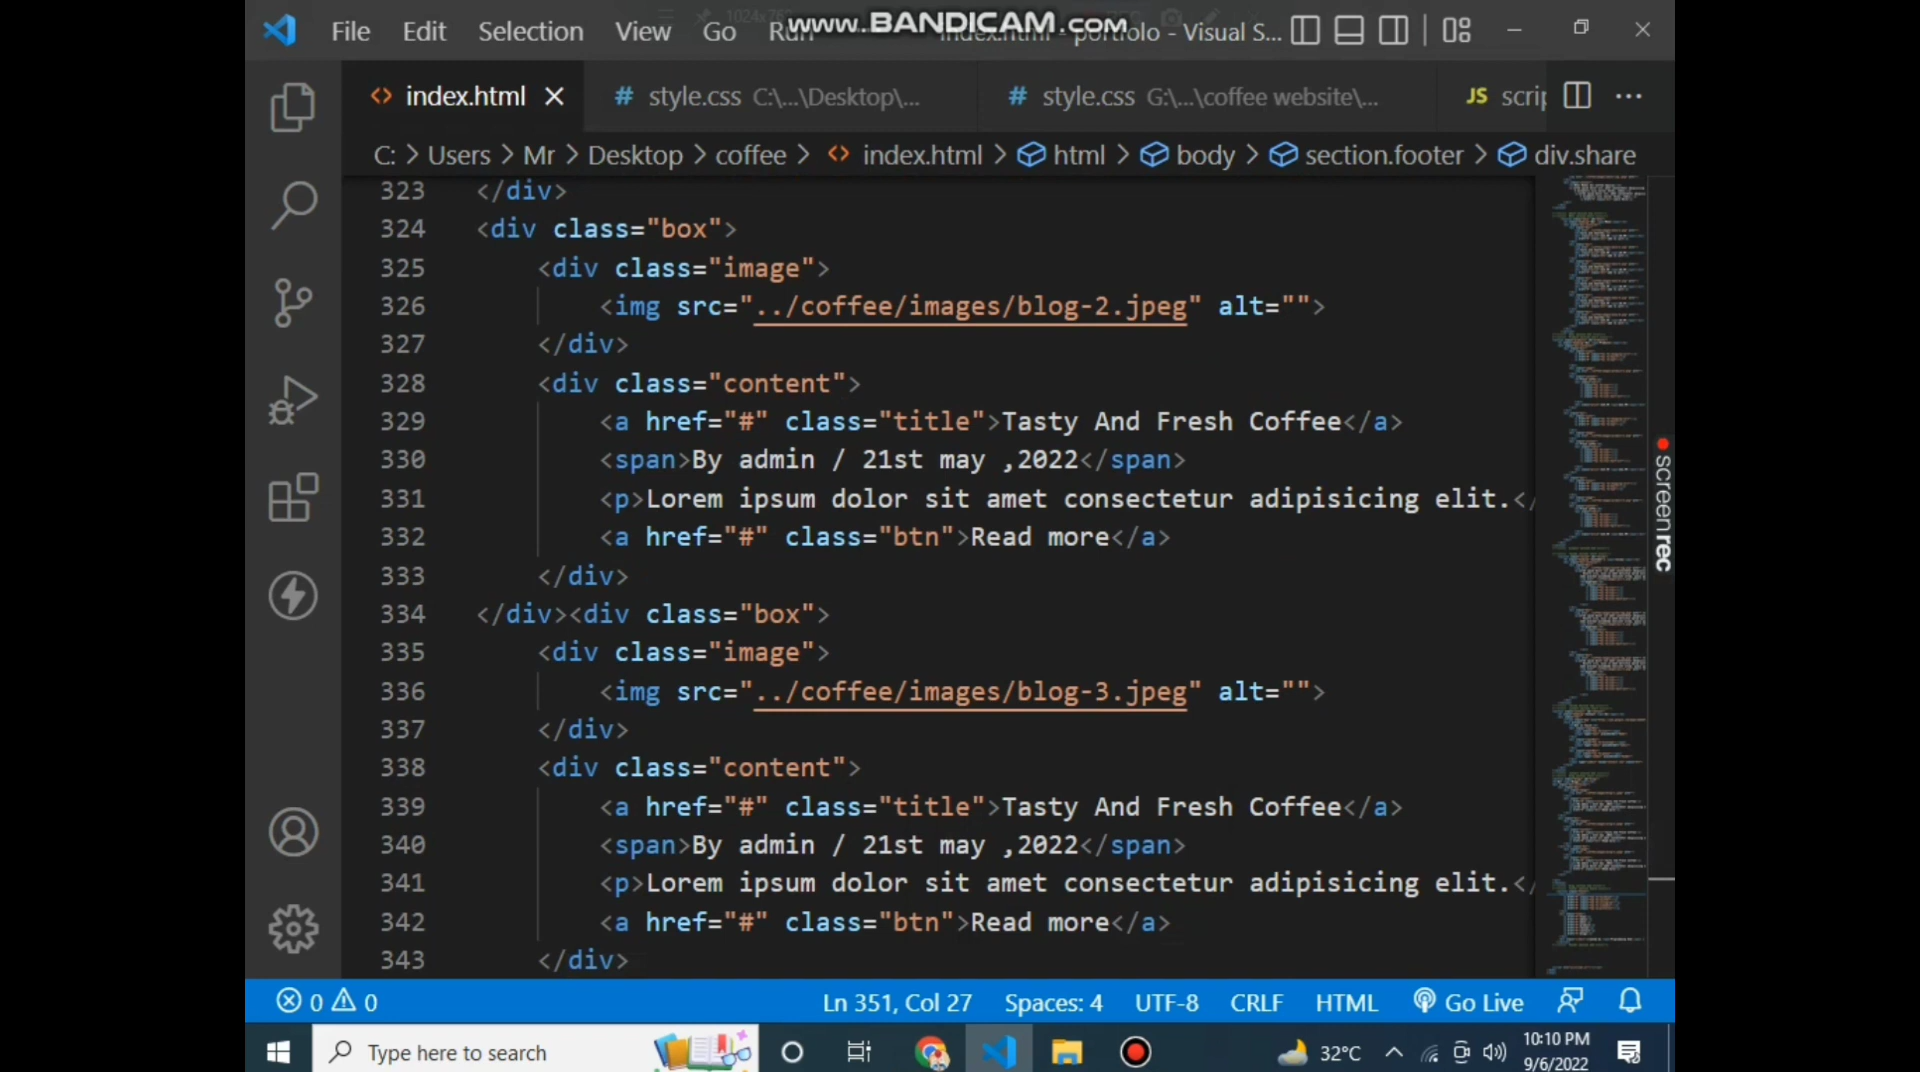 File Edit Selection View Go Run
www.BANDICAM.com
index.html - portfolo - Visual S...
index.html
# style.css C:\...\Desktop\...
# style.css G:\...\coffee website\...
JS scrip
C: > Users > Mr > Desktop > coffee > index.html > html > body > section.footer > div.share
323 </div>
324 <div class="box">
325 <div class="image">
326 <img src="../coffee/images/blog-2.jpeg" alt="">
327 </div>
328 <div class="content">
329 <a href="#" class="title">Tasty And Fresh Coffee</a>
330 <span>By admin / 21st may ,2022</span>
331 <p>Lorem ipsum dolor sit amet consectetur adipisicing elit.</
332 <a href="#" class="btn">Read more</a>
333 </div>
334 </div><div class="box">
335 <div class="image">
336 <img src="../coffee/images/blog-3.jpeg" alt="">
337 </div>
338 <div class="content">
339 <a href="#" class="title">Tasty And Fresh Coffee</a>
340 <span>By admin / 21st may ,2022</span>
341 <p>Lorem ipsum dolor sit amet consectetur adipisicing elit.</
342 <a href="#" class="btn">Read more</a>
343 </div>
screenrec
0 0
Ln 351, Col 27 Spaces: 4 UTF-8 CRLF HTML Go Live
Type here to search
32°C
10:10 PM
9/6/2022